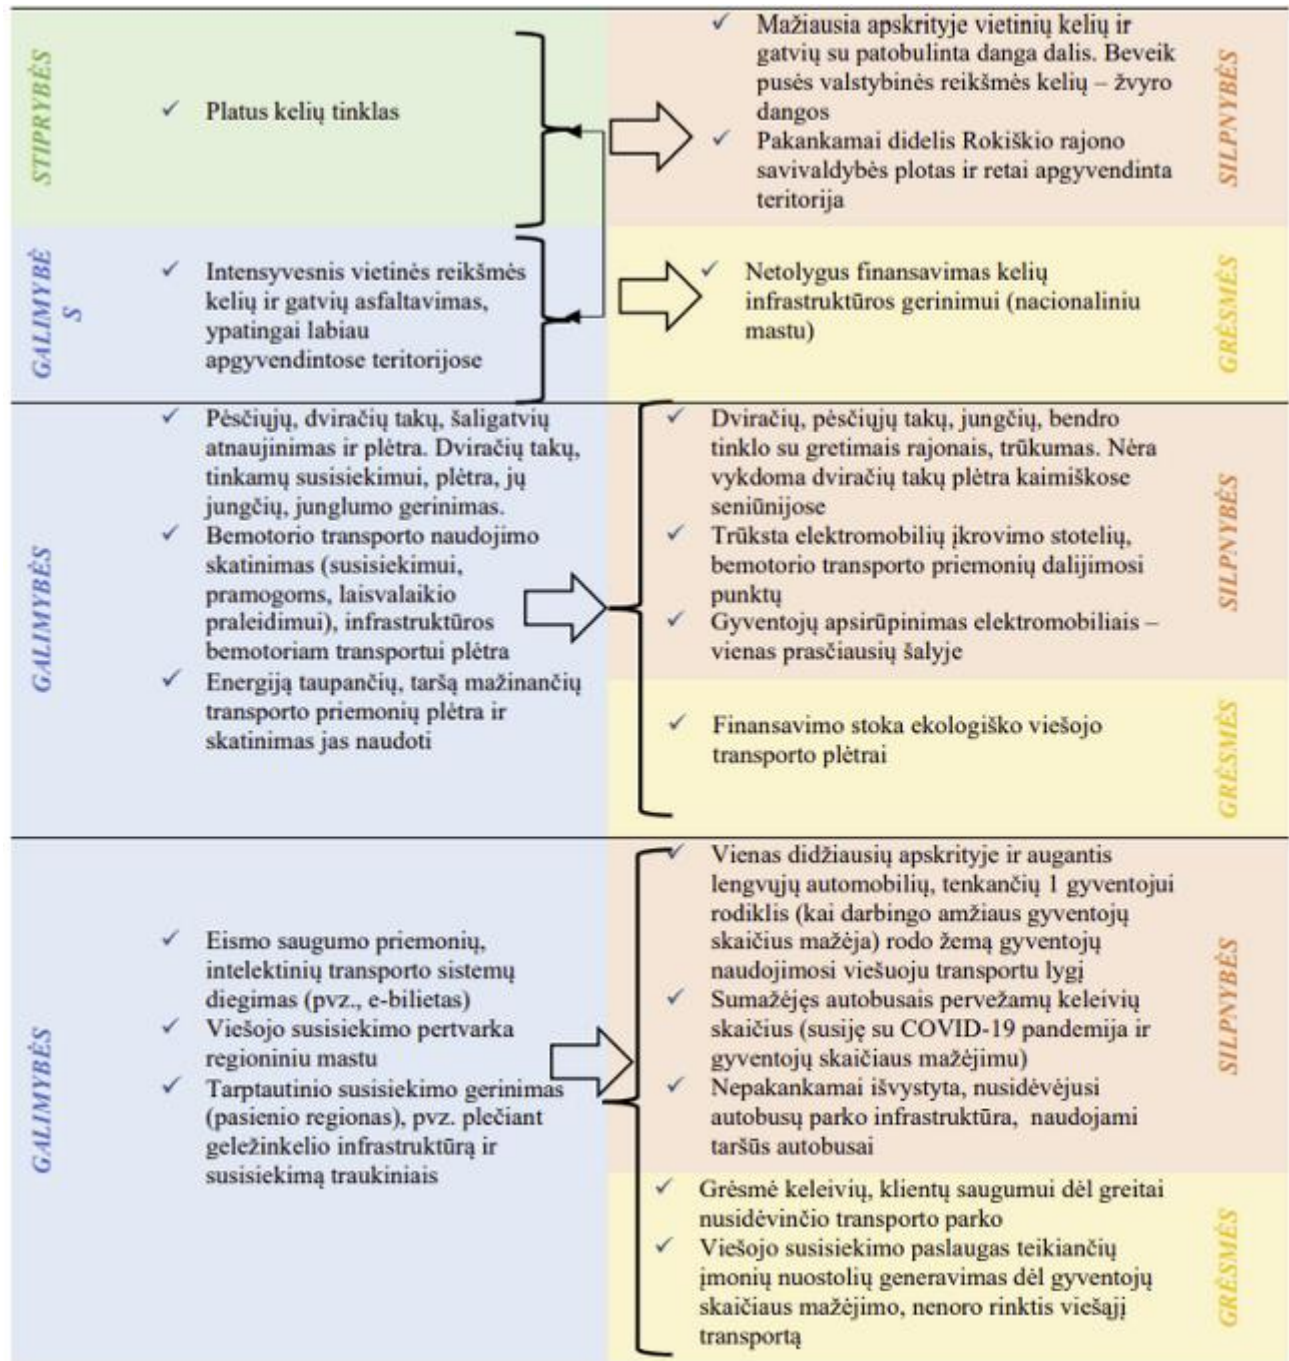 STIPRYBĖS
✓ Platus kelių tinklas
✓ Mažiausia apskrityje vietinių kelių ir
gatvių su patobulinta danga dalis. Beveik
pusės valstybinės reikšmės kelių – žvyro
dangos
✓ Pakankamai didelis Rokiškio rajono
savivaldybės plotas ir retai apgyvendinta
teritorija
SILPNYBĖS
GALIMYBĖ
S
✓ Intensyvesnis vietinės reikšmės
kelių ir gatvių asfaltavimas,
ypatingai labiau
apgyvendintose teritorijose
✓ Netolygus finansavimas kelių
infrastruktūros gerinimui (nacionaliniu
mastu)
GRĖSMĖS
GALIMYBĖS
✓ Pėsčiųjų, dviračių takų, šaligatvių
atnaujinimas ir plėtra. Dviračių takų,
tinkamų susisiekimui, plėtra, jų
jungčių, junglumo gerinimas.
✓ Bemotorio transporto naudojimo
skatinimas (susisiekimui,
pramogoms, laisvalaikio
praleidimui), infrastruktūros
bemotoriam transportui plėtra
✓ Energiją taupančių, taršą mažinančių
transporto priemonių plėtra ir
skatinimas jas naudoti
✓ Dviračių, pėsčiųjų takų, jungčių, bendro
tinklo su gretimais rajonais, trūkumas. Nėra
vykdoma dviračių takų plėtra kaimiškose
seniūnijose
✓ Trūksta elektromobilių įkrovimo stotelių,
bemotorio transporto priemonių dalijimosi
punktų
✓ Gyventojų apsirūpinimas elektromobiliais –
vienas prasčiausių šalyje
SILPNYBĖS
✓ Finansavimo stoka ekologiško viešojo
transporto plėtrai
GRĖSMĖS
GALIMYBĖS
✓ Eismo saugumo priemonių,
intelektinių transporto sistemų
diegimas (pvz., e-bilietas)
✓ Viešojo susisiekimo pertvarka
regioniniu mastu
✓ Tarptautinio susisiekimo gerinimas
(pasienio regionas), pvz. plečiant
geležinkelio infrastruktūrą ir
susisiekimą traukiniais
✓ Vienas didžiausių apskrityje ir augantis
lengvųjų automobilių, tenkančių 1 gyventojui
rodiklis (kai darbingo amžiaus gyventojų
skaičius mažėja) rodo žemą gyventojų
naudojimosi viešuoju transportu lygį
✓ Sumažėjęs autobusais pervežamų keleivių
skaičius (susiję su COVID-19 pandemija ir
gyventojų skaičiaus mažėjimu)
✓ Nepakankamai išvystyta, nusidėvėjusi
autobusų parko infrastruktūra, naudojami
taršūs autobusai
SILPNYBĖS
✓ Grėsmė keleivių, klientų saugumui dėl greitai
nusidėvinčio transporto parko
✓ Viešojo susisiekimo paslaugas teikiančių
įmonių nuostolių generavimas dėl gyventojų
skaičiaus mažėjimo, nenoro rinktis viešąjį
transportą
GRĖSMĖS